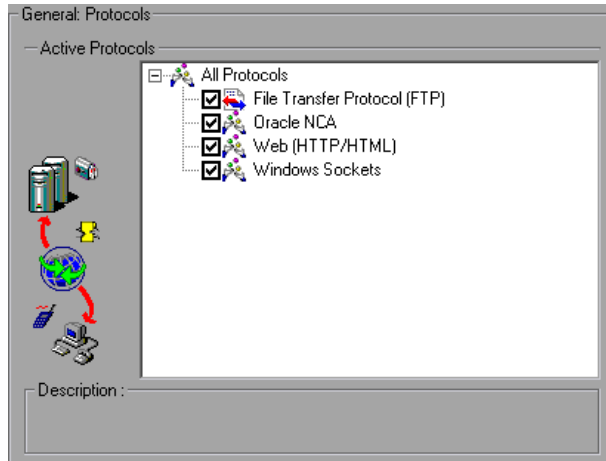 General: Protocols
Active Protocols
All Protocols
File Transfer Protocol (FTP)
Oracle NCA
Web (HTTP/HTML)
Windows Sockets
Description :